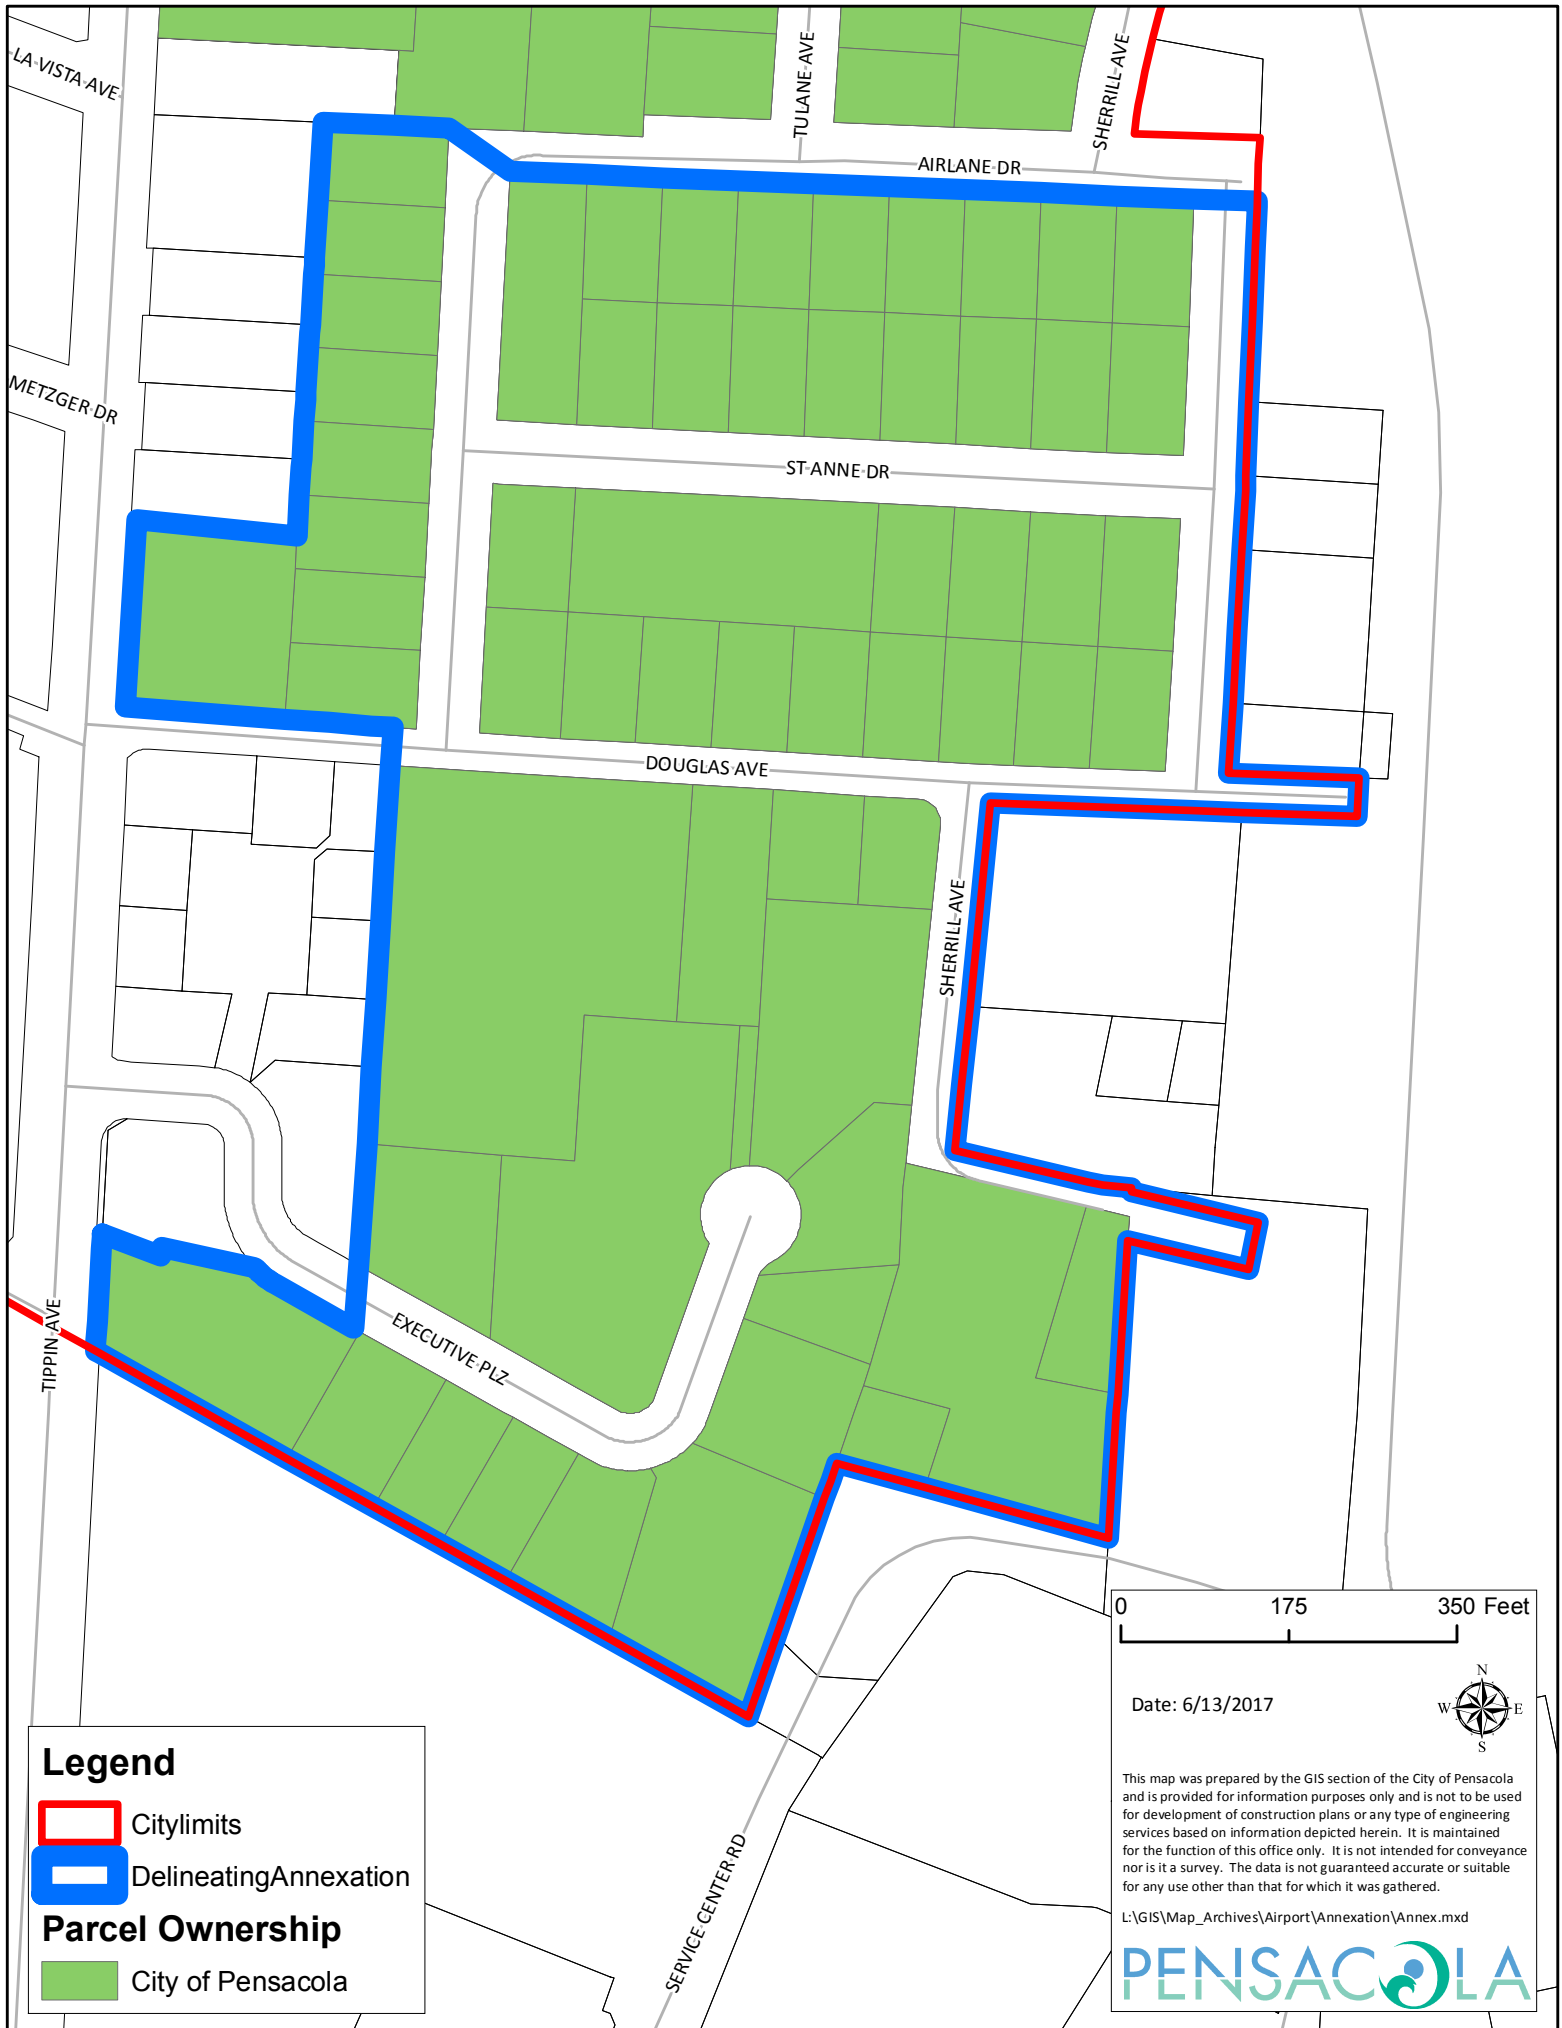 LA VISTA AVE
TULANE AVE
SHERRILL AVE
AIRLANE DR
METZGER DR
ST ANNE DR
DOUGLAS AVE
SHERRILL AVE
EXECUTIVE PLZ
TIPPIN AVE
SERVICE CENTER RD
0 175 350 Feet
Date: 6/13/2017
N
W E
S
This map was prepared by the GIS section of the City of Pensacola
and is provided for information purposes only and is not to be used
for development of construction plans or any type of engineering
services based on information depicted herein. It is maintained
for the function of this office only. It is not intended for conveyance
nor is it a survey. The data is not guaranteed accurate or suitable
for any use other than that for which it was gathered.
L:\GIS\Map_Archives\Airport\Annexation\Annex.mxd
PENSACOLA
Legend
Citylimits
DelineatingAnnexation
Parcel Ownership
City of Pensacola